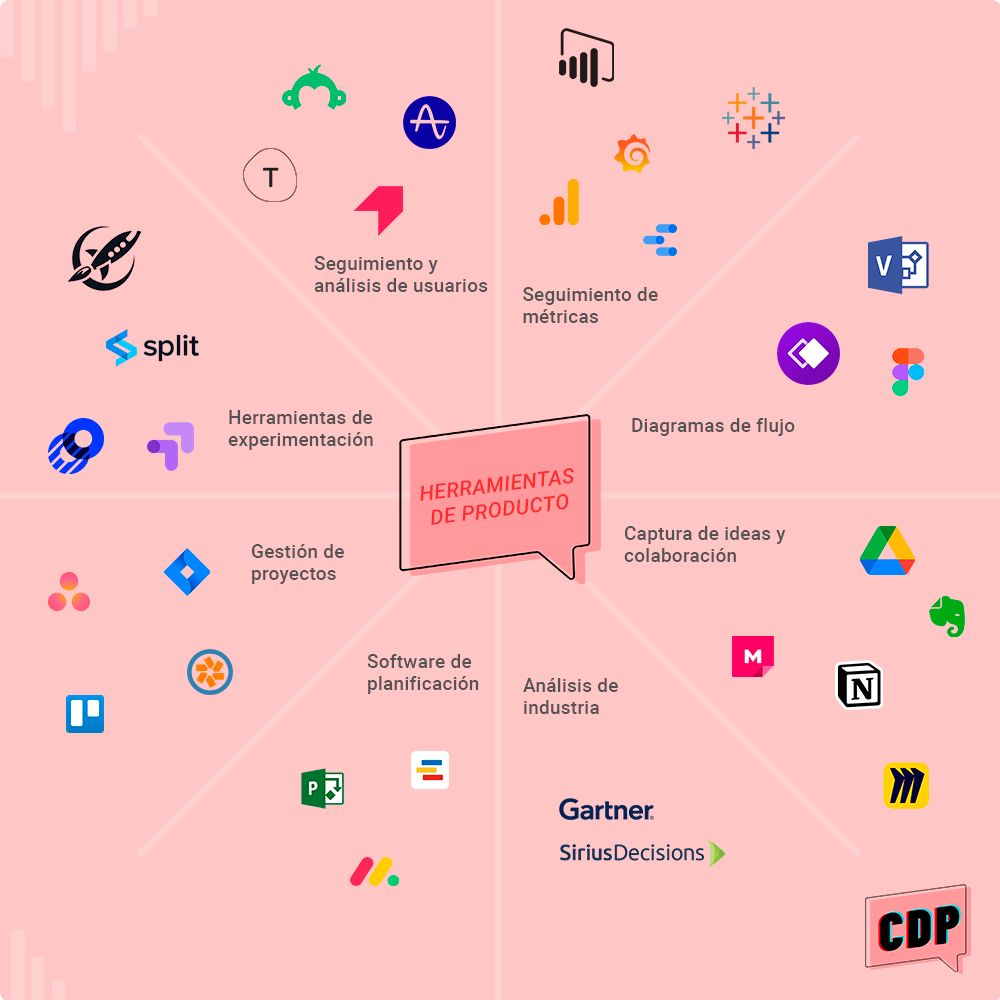 T
Seguimiento y
análisis de usuarios
Seguimiento de
métricas
V
split
Herramientas de
experimentación
Diagramas de flujo
HERRAMIENTAS
DE PRODUCTO
Gestión de
proyectos
Captura de ideas y
colaboración
M
N
Software de
planificación
Análisis de
industria
P
Gartner.
SiriusDecisions
CDP